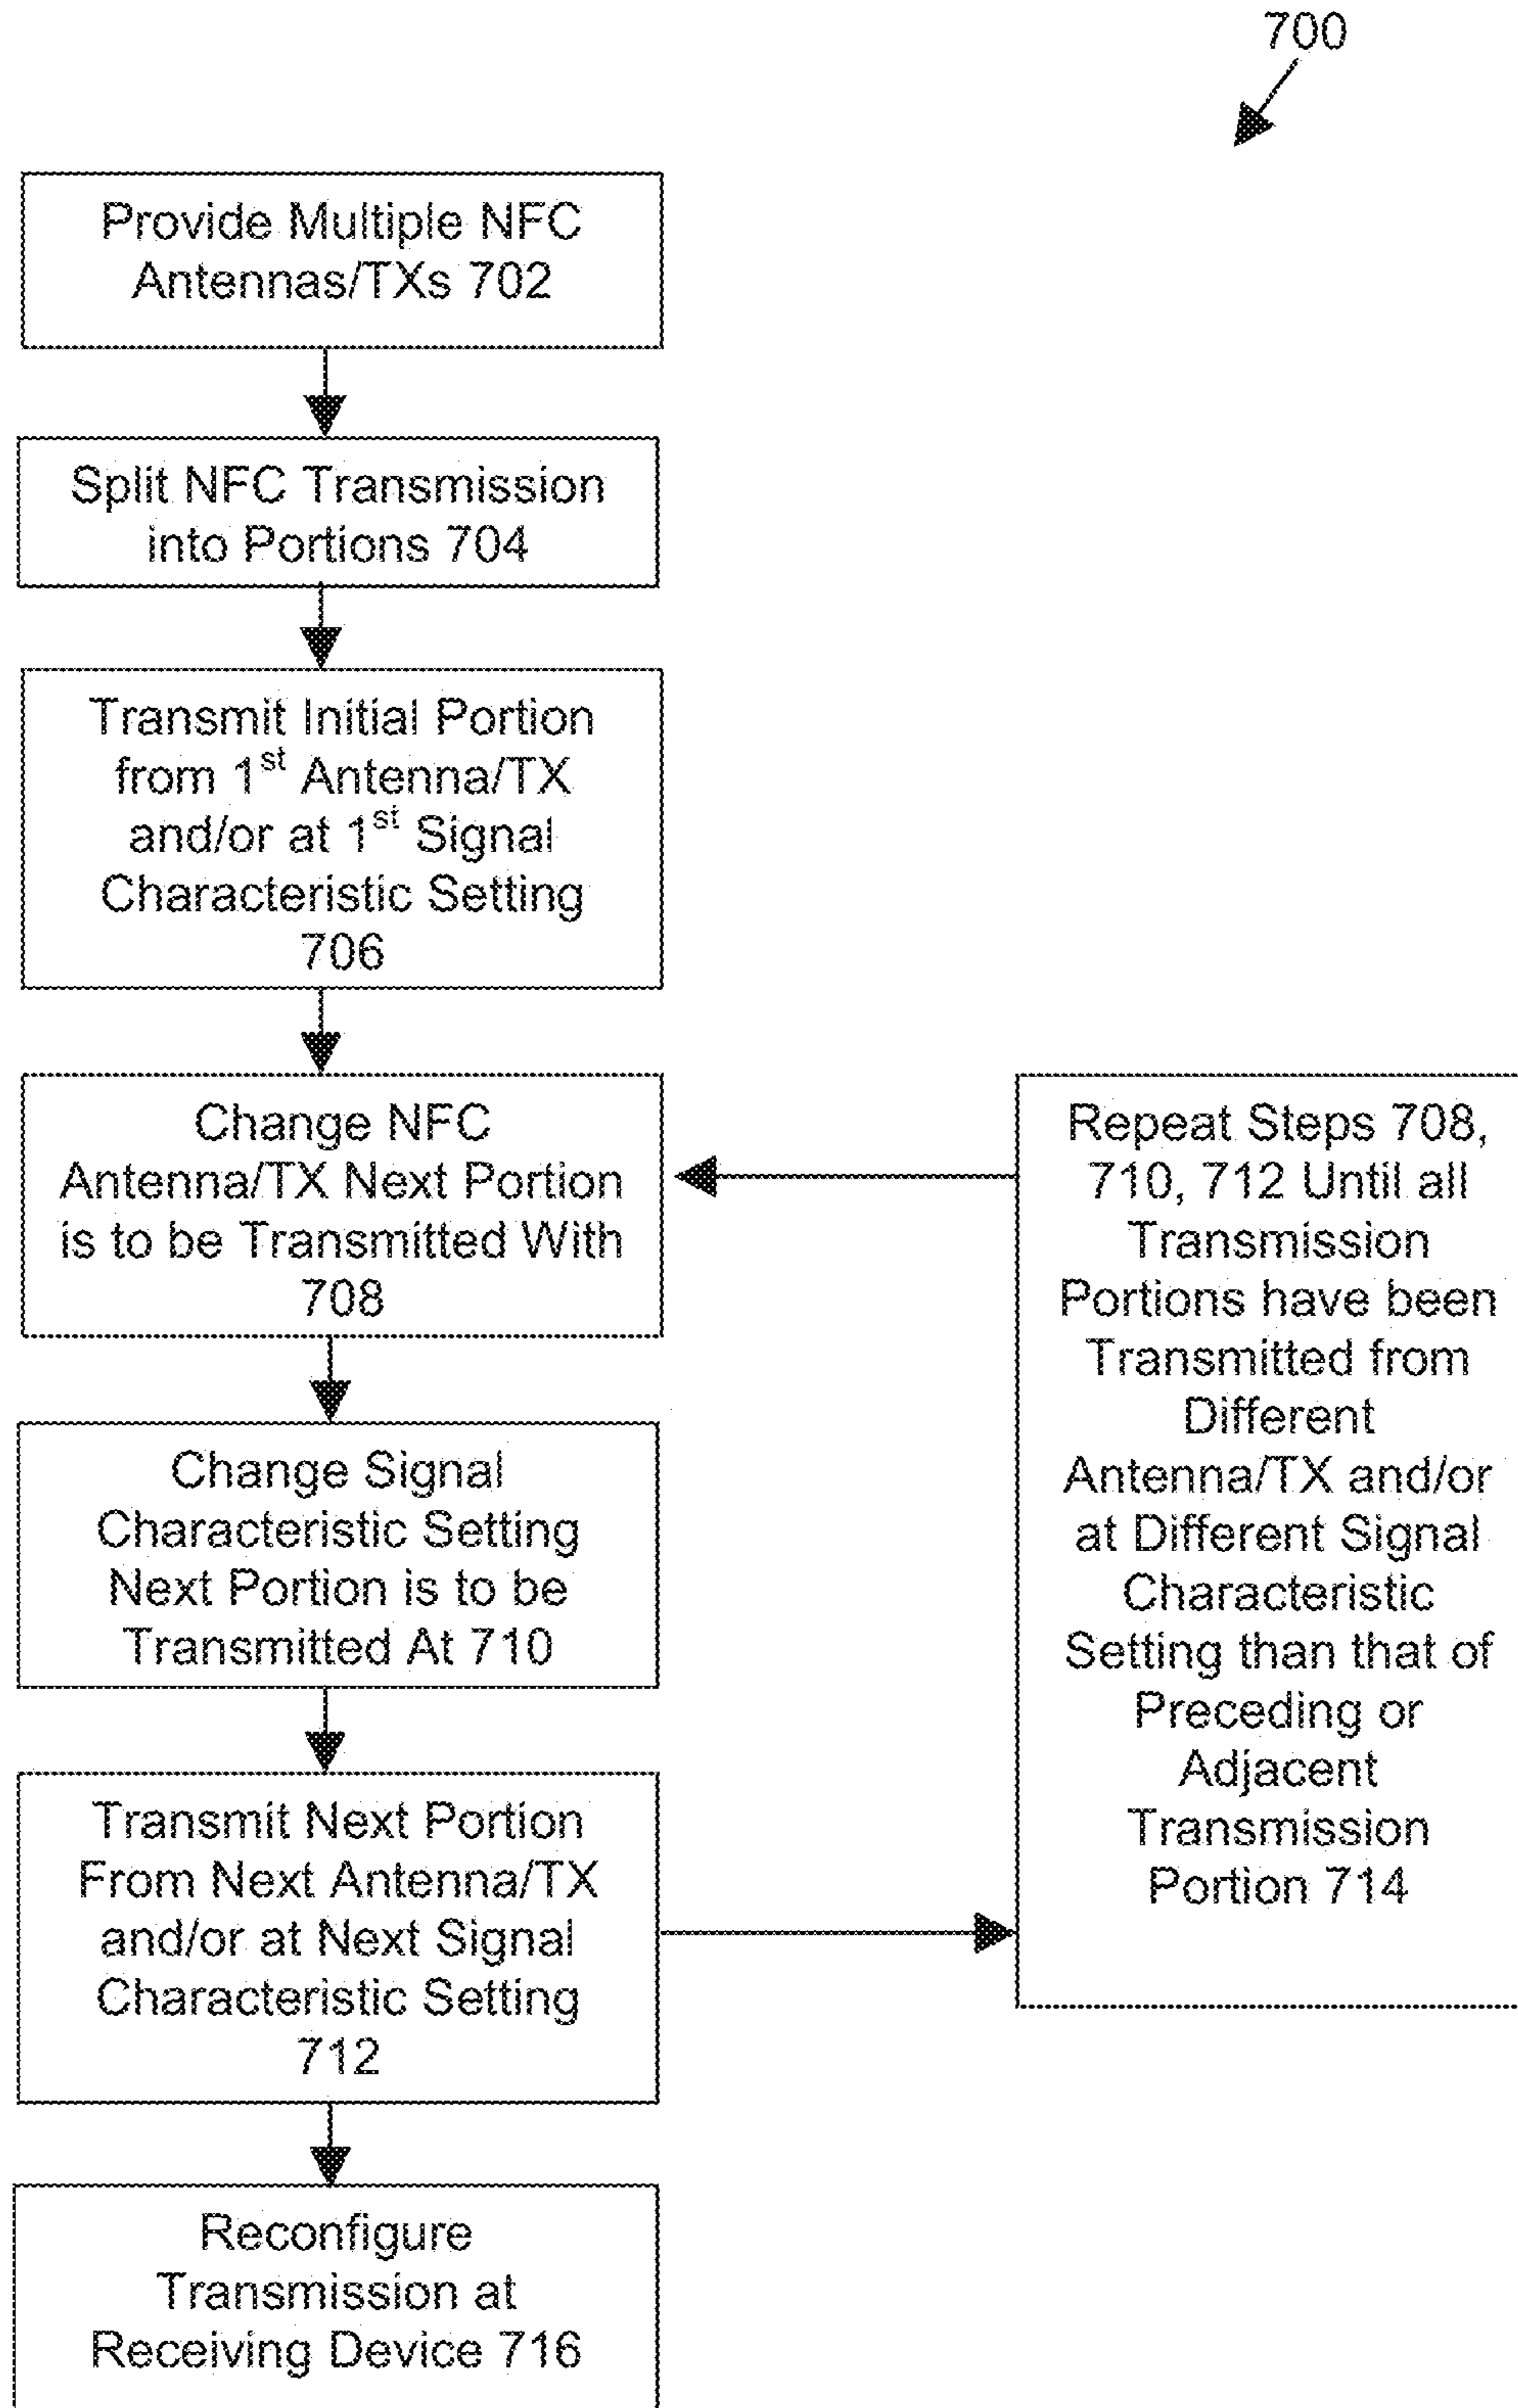 700
Provide Multiple NFC
Antennas/TXs 702
Split NFC Transmission
into Portions 704
Transmit Initial Portion
from 1st Antenna/TX
and/or at 1st Signal
Characteristic Setting
706
Change NFC
Antenna/TX Next Portion
is to be Transmitted With
708
Change Signal
Characteristic Setting
Next Portion is to be
Transmitted At 710
Transmit Next Portion
From Next Antenna/TX
and/or at Next Signal
Characteristic Setting
712
Repeat Steps 708,
710, 712 Until all
Transmission
Portions have been
Transmitted from
Different
Antenna/TX and/or
at Different Signal
Characteristic
Setting than that of
Preceding or
Adjacent
Transmission
Portion 714
Reconfigure
Transmission at
Receiving Device 716